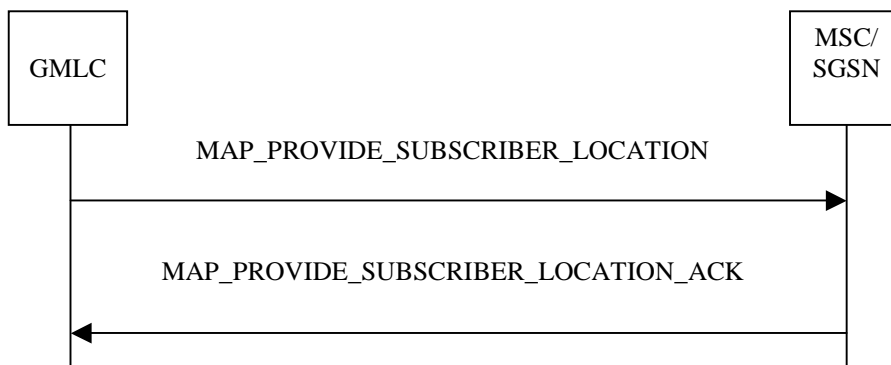 GMLC
MSC/
SGSN
MAP_PROVIDE_SUBSCRIBER_LOCATION
MAP_PROVIDE_SUBSCRIBER_LOCATION_ACK